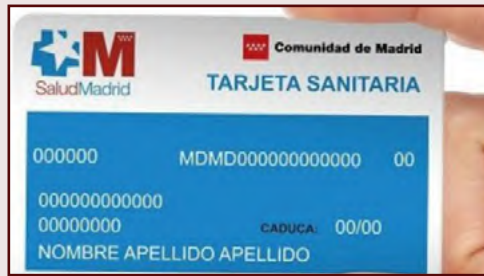 SaludMadrid
Comunidad de Madrid
TARJETA SANITARIA
000000 MDMD000000000000 00
000000000000
00000000 CADUCA: 00/00
NOMBRE APELLIDO APELLIDO